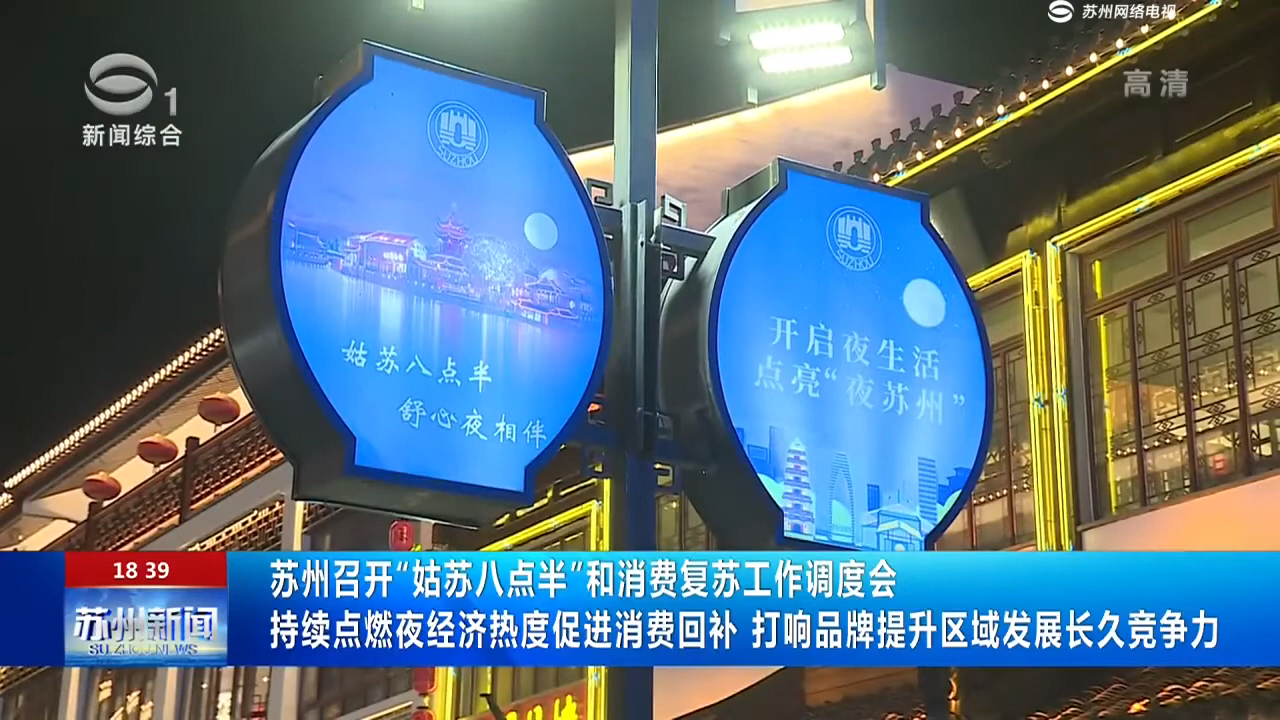 苏州网络电视
高清
1
新闻综合
SUZHOU
姑苏八点半
舒心夜相伴
SUZHOU
开启夜生活
点亮“夜苏州”
18 39
苏州新闻
SUZHOU NEWS
苏州召开“姑苏八点半”和消费复苏工作调度会
持续点燃夜经济热度促进消费回补 打响品牌提升区域发展长久竞争力